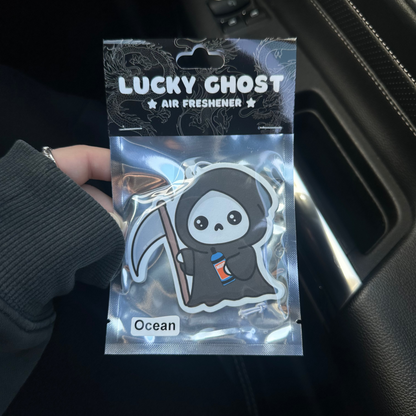 LUCKY GHOST
★ AIR FRESHENER ★
Ocean